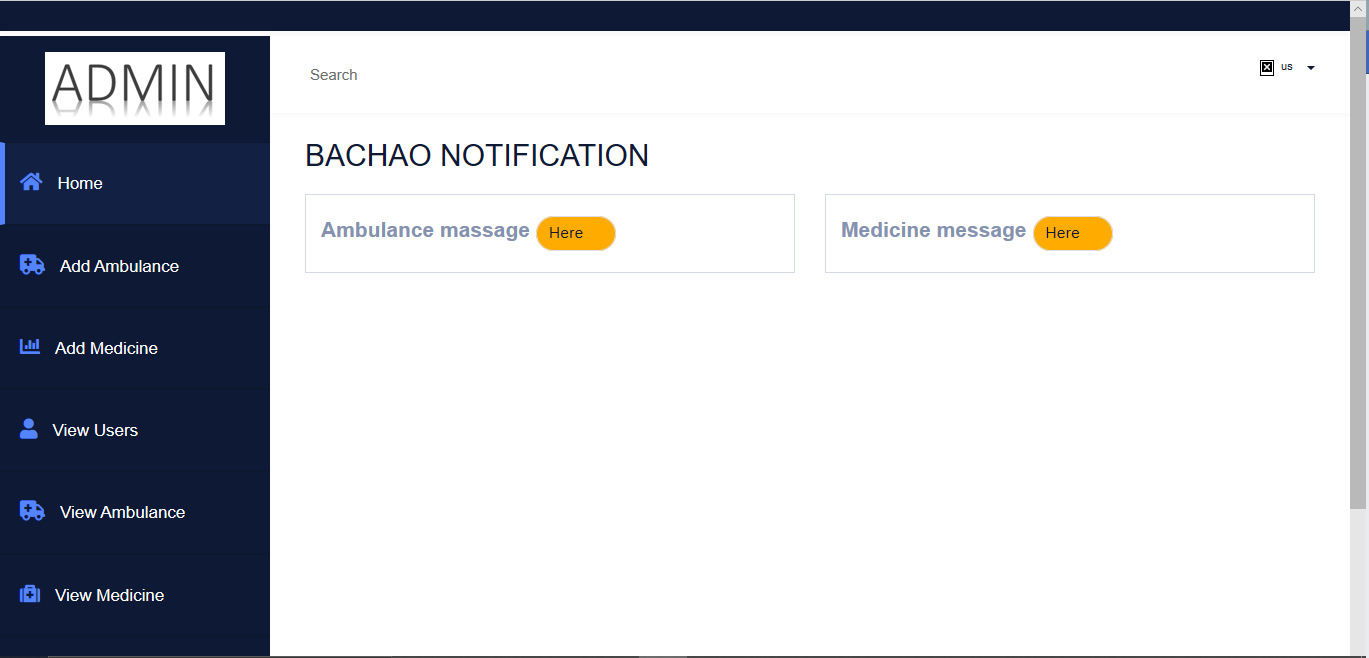 ADMIN
Search
us
Home
Add Ambulance
Add Medicine
View Users
View Ambulance
View Medicine
BACHAO NOTIFICATION
Ambulance massage Here
Medicine message Here